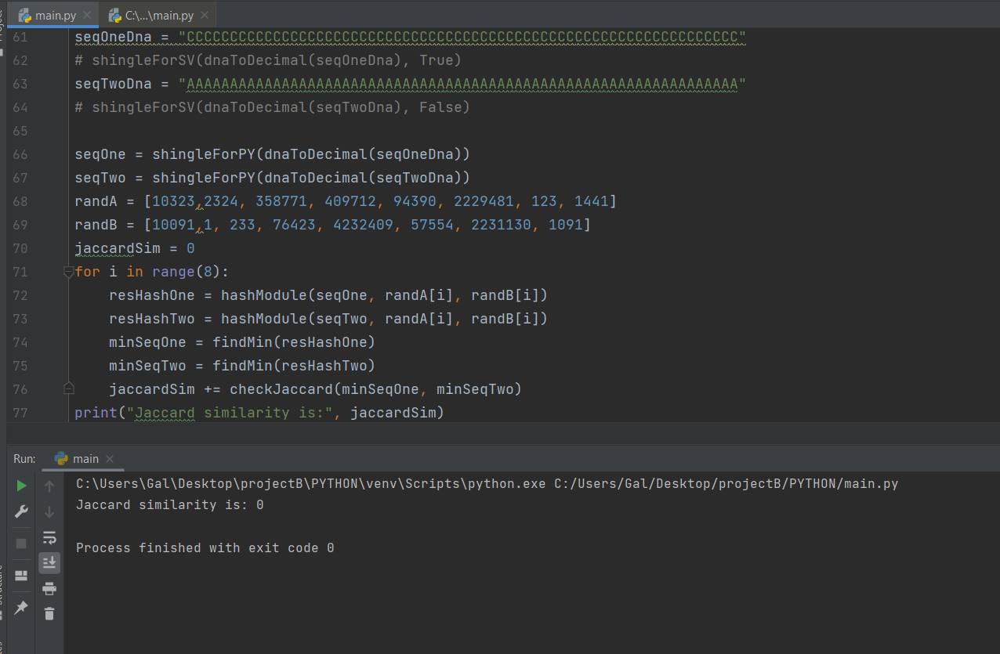 main.py
C:\...\main.py
61 seqOneDna = "CCCCCCCCCCCCCCCCCCCCCCCCCCCCCCCCCCCCCCCCCCCCCCCCCCCCCCCCCCCCCCCC"
62 # shingleForSV(dnaToDecimal(seqOneDna), True)
63 seqTwoDna = "AAAAAAAAAAAAAAAAAAAAAAAAAAAAAAAAAAAAAAAAAAAAAAAAAAAAAAAAAAAAAAAA"
64 # shingleForSV(dnaToDecimal(seqTwoDna), False)
65
66 seqOne = shingleForPY(dnaToDecimal(seqOneDna))
67 seqTwo = shingleForPY(dnaToDecimal(seqTwoDna))
68 randA = [10323,2324, 358771, 409712, 94390, 2229481, 123, 1441]
69 randB = [10091,1, 233, 76423, 4232409, 57554, 2231130, 1091]
70 jaccardSim = 0
71 for i in range(8):
72     resHashOne = hashModule(seqOne, randA[i], randB[i])
73     resHashTwo = hashModule(seqTwo, randA[i], randB[i])
74     minSeqOne = findMin(resHashOne)
75     minSeqTwo = findMin(resHashTwo)
76     jaccardSim += checkJaccard(minSeqOne, minSeqTwo)
77 print("Jaccard similarity is:", jaccardSim)
Run: main
C:\Users\Gal\Desktop\projectB\PYTHON\venv\Scripts\python.exe C:/Users/Gal/Desktop/projectB/PYTHON/main.py
Jaccard similarity is: 0
Process finished with exit code 0